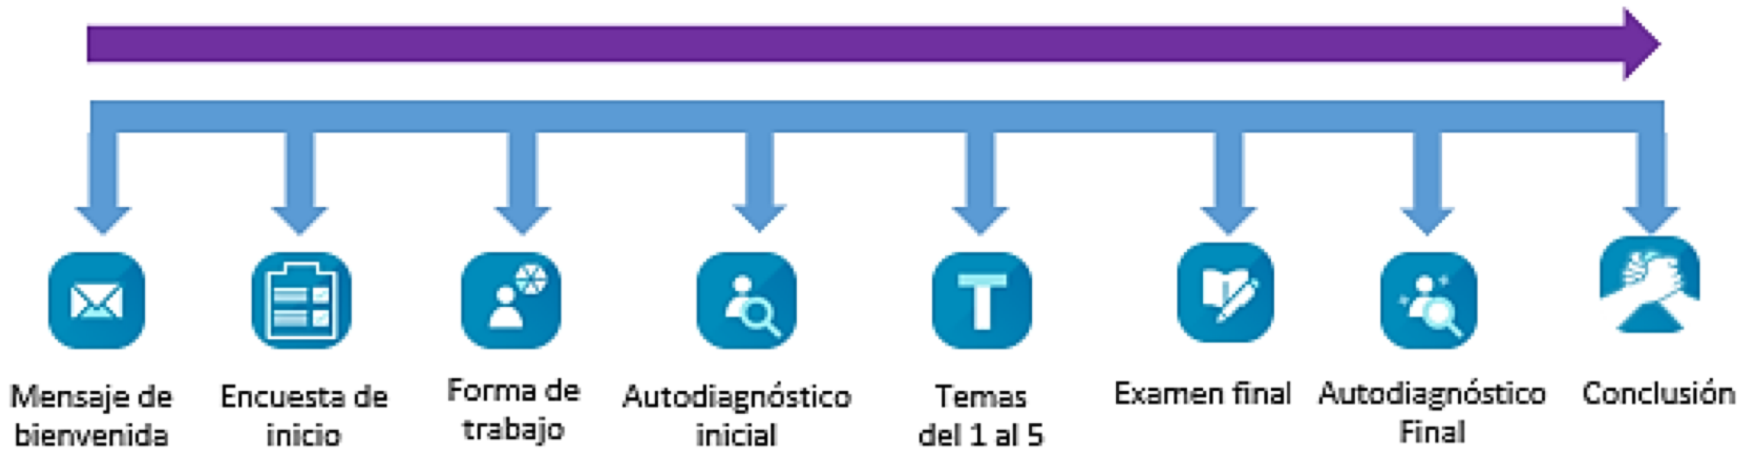 Mensaje de
bienvenida
Encuesta de
inicio
Forma de
trabajo
Autodiagnóstico
inicial
T
Temas
del 1 al 5
Examen final
Autodiagnóstico
Final
Conclusión